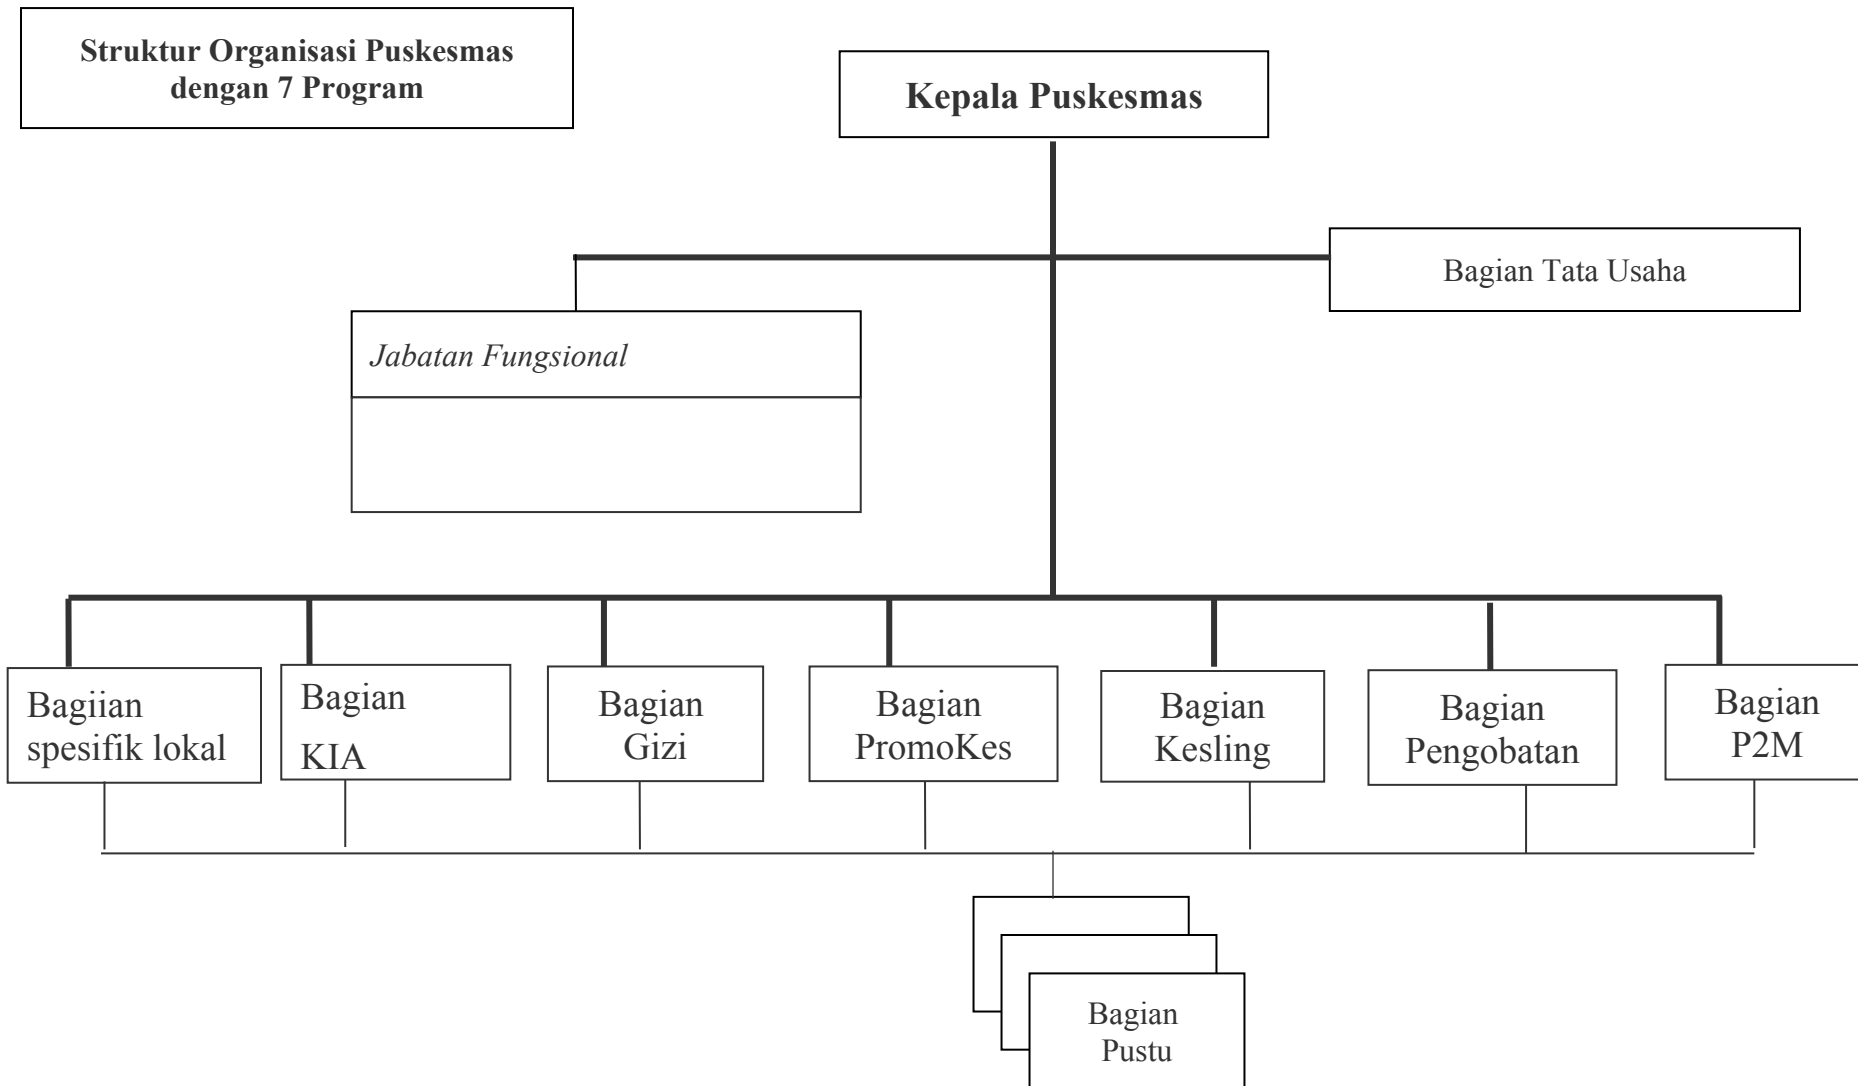 Struktur Organisasi Puskesmas
dengan 7 Program
Kepala Puskesmas
Bagian Tata Usaha
Jabatan Fungsional
Bagiian
spesifik lokal
Bagian
KIA
Bagian
Gizi
Bagian
PromoKes
Bagian
Kesling
Bagian
Pengobatan
Bagian
P2M
Bagian
Pustu